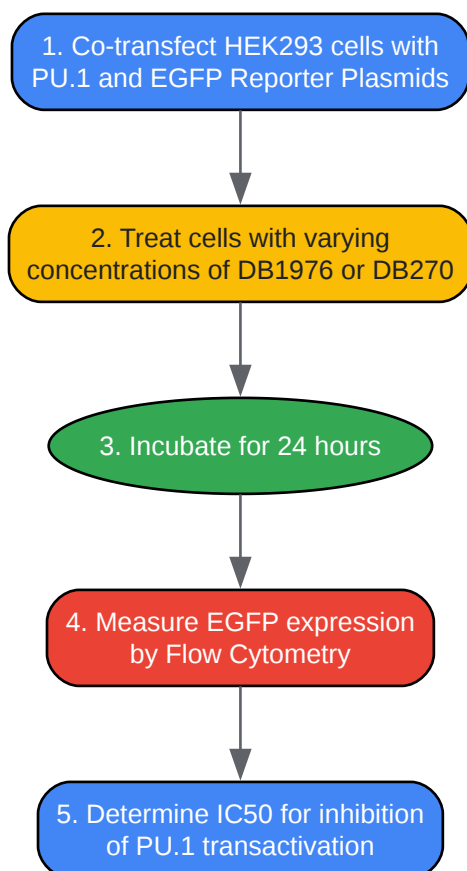 1. Co-transfect HEK293 cells with
PU.1 and EGFP Reporter Plasmids
2. Treat cells with varying
concentrations of DB1976 or DB270
3. Incubate for 24 hours
4. Measure EGFP expression
by Flow Cytometry
5. Determine IC50 for inhibition
of PU.1 transactivation